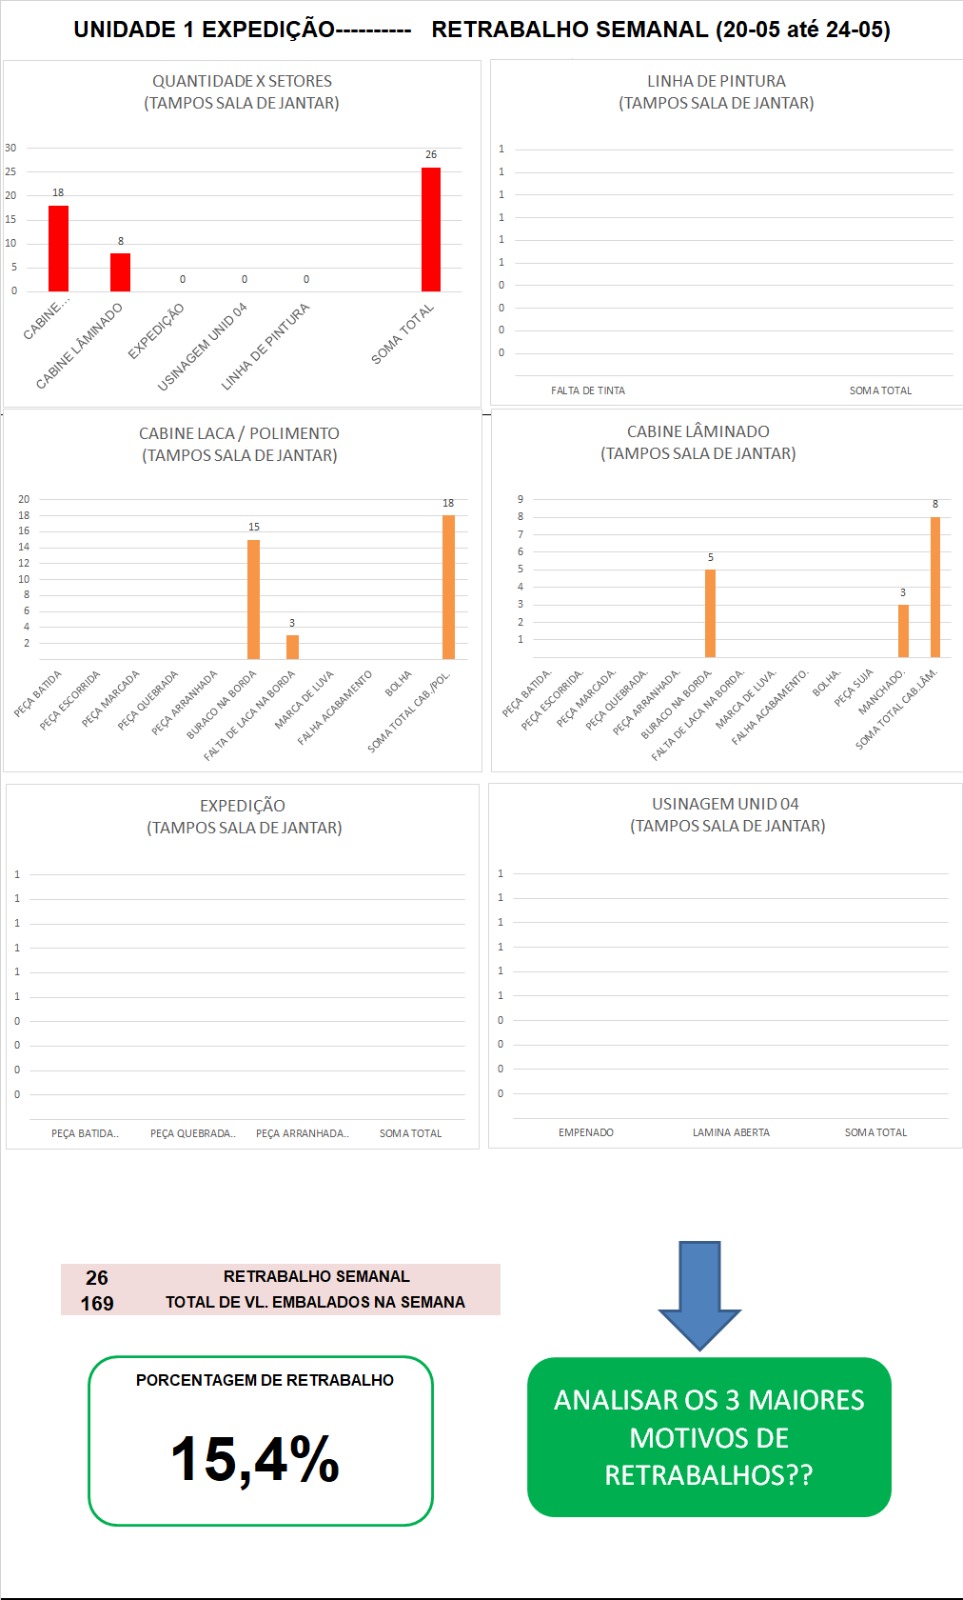 UNIDADE 1 EXPEDIÇÃO---------- RETRABALHO SEMANAL (20-05 até 24-05)
QUANTIDADE X SETORES
(TAMPOS SALA DE JANTAR)
30
25
20
15
10
5
0
18
8
0
0
0
26
CABINE...
CABINE LÂMINADO
EXPEDIÇÃO
USINAGEM UNID 04
LINHA DE PINTURA
SOMA TOTAL
LINHA DE PINTURA
(TAMPOS SALA DE JANTAR)
1
1
1
1
1
1
0
0
0
0
FALTA DE TINTA
SOMA TOTAL
CABINE LACA / POLIMENTO
(TAMPOS SALA DE JANTAR)
20
18
16
14
12
10
8
6
4
2
15
3
18
PEÇA BATIDA
PEÇA ESCORRIDA
PEÇA MARCADA
PEÇA QUEBRADA
PEÇA ARRANHADA
BURACO NA BORDA
FALTA DE LACA NA BORDA
MARCA DE LUVA
FALHA ACABAMENTO
BOLHA
SOMA TOTAL CAB./POL.
CABINE LÂMINADO
(TAMPOS SALA DE JANTAR)
9
8
7
6
5
4
3
2
1
5
3
8
PEÇA BATIDA.
PEÇA ESCORRIDA.
PEÇA MARCADA.
PEÇA QUEBRADA.
PEÇA ARRANHADA.
BURACO NA BORDA.
FALTA DE LACA NA BORDA.
MARCA DE LUVA.
FALHA ACABAMENTO.
BOLHA.
PEÇA SUJA
MANCHADO.
SOMA TOTAL CAB.LÂM.
EXPEDIÇÃO
(TAMPOS SALA DE JANTAR)
1
1
1
1
1
1
0
0
0
0
PEÇA BATIDA..
PEÇA QUEBRADA..
PEÇA ARRANHADA..
SOMA TOTAL
USINAGEM UNID 04
(TAMPOS SALA DE JANTAR)
1
1
1
1
1
1
0
0
0
0
EMPENADO
LAMINA ABERTA
SOMA TOTAL
26 RETRABALHO SEMANAL
169 TOTAL DE VL. EMBALADOS NA SEMANA
PORCENTAGEM DE RETRABALHO
15,4%
ANALISAR OS 3 MAIORES
MOTIVOS DE
RETRABALHOS??